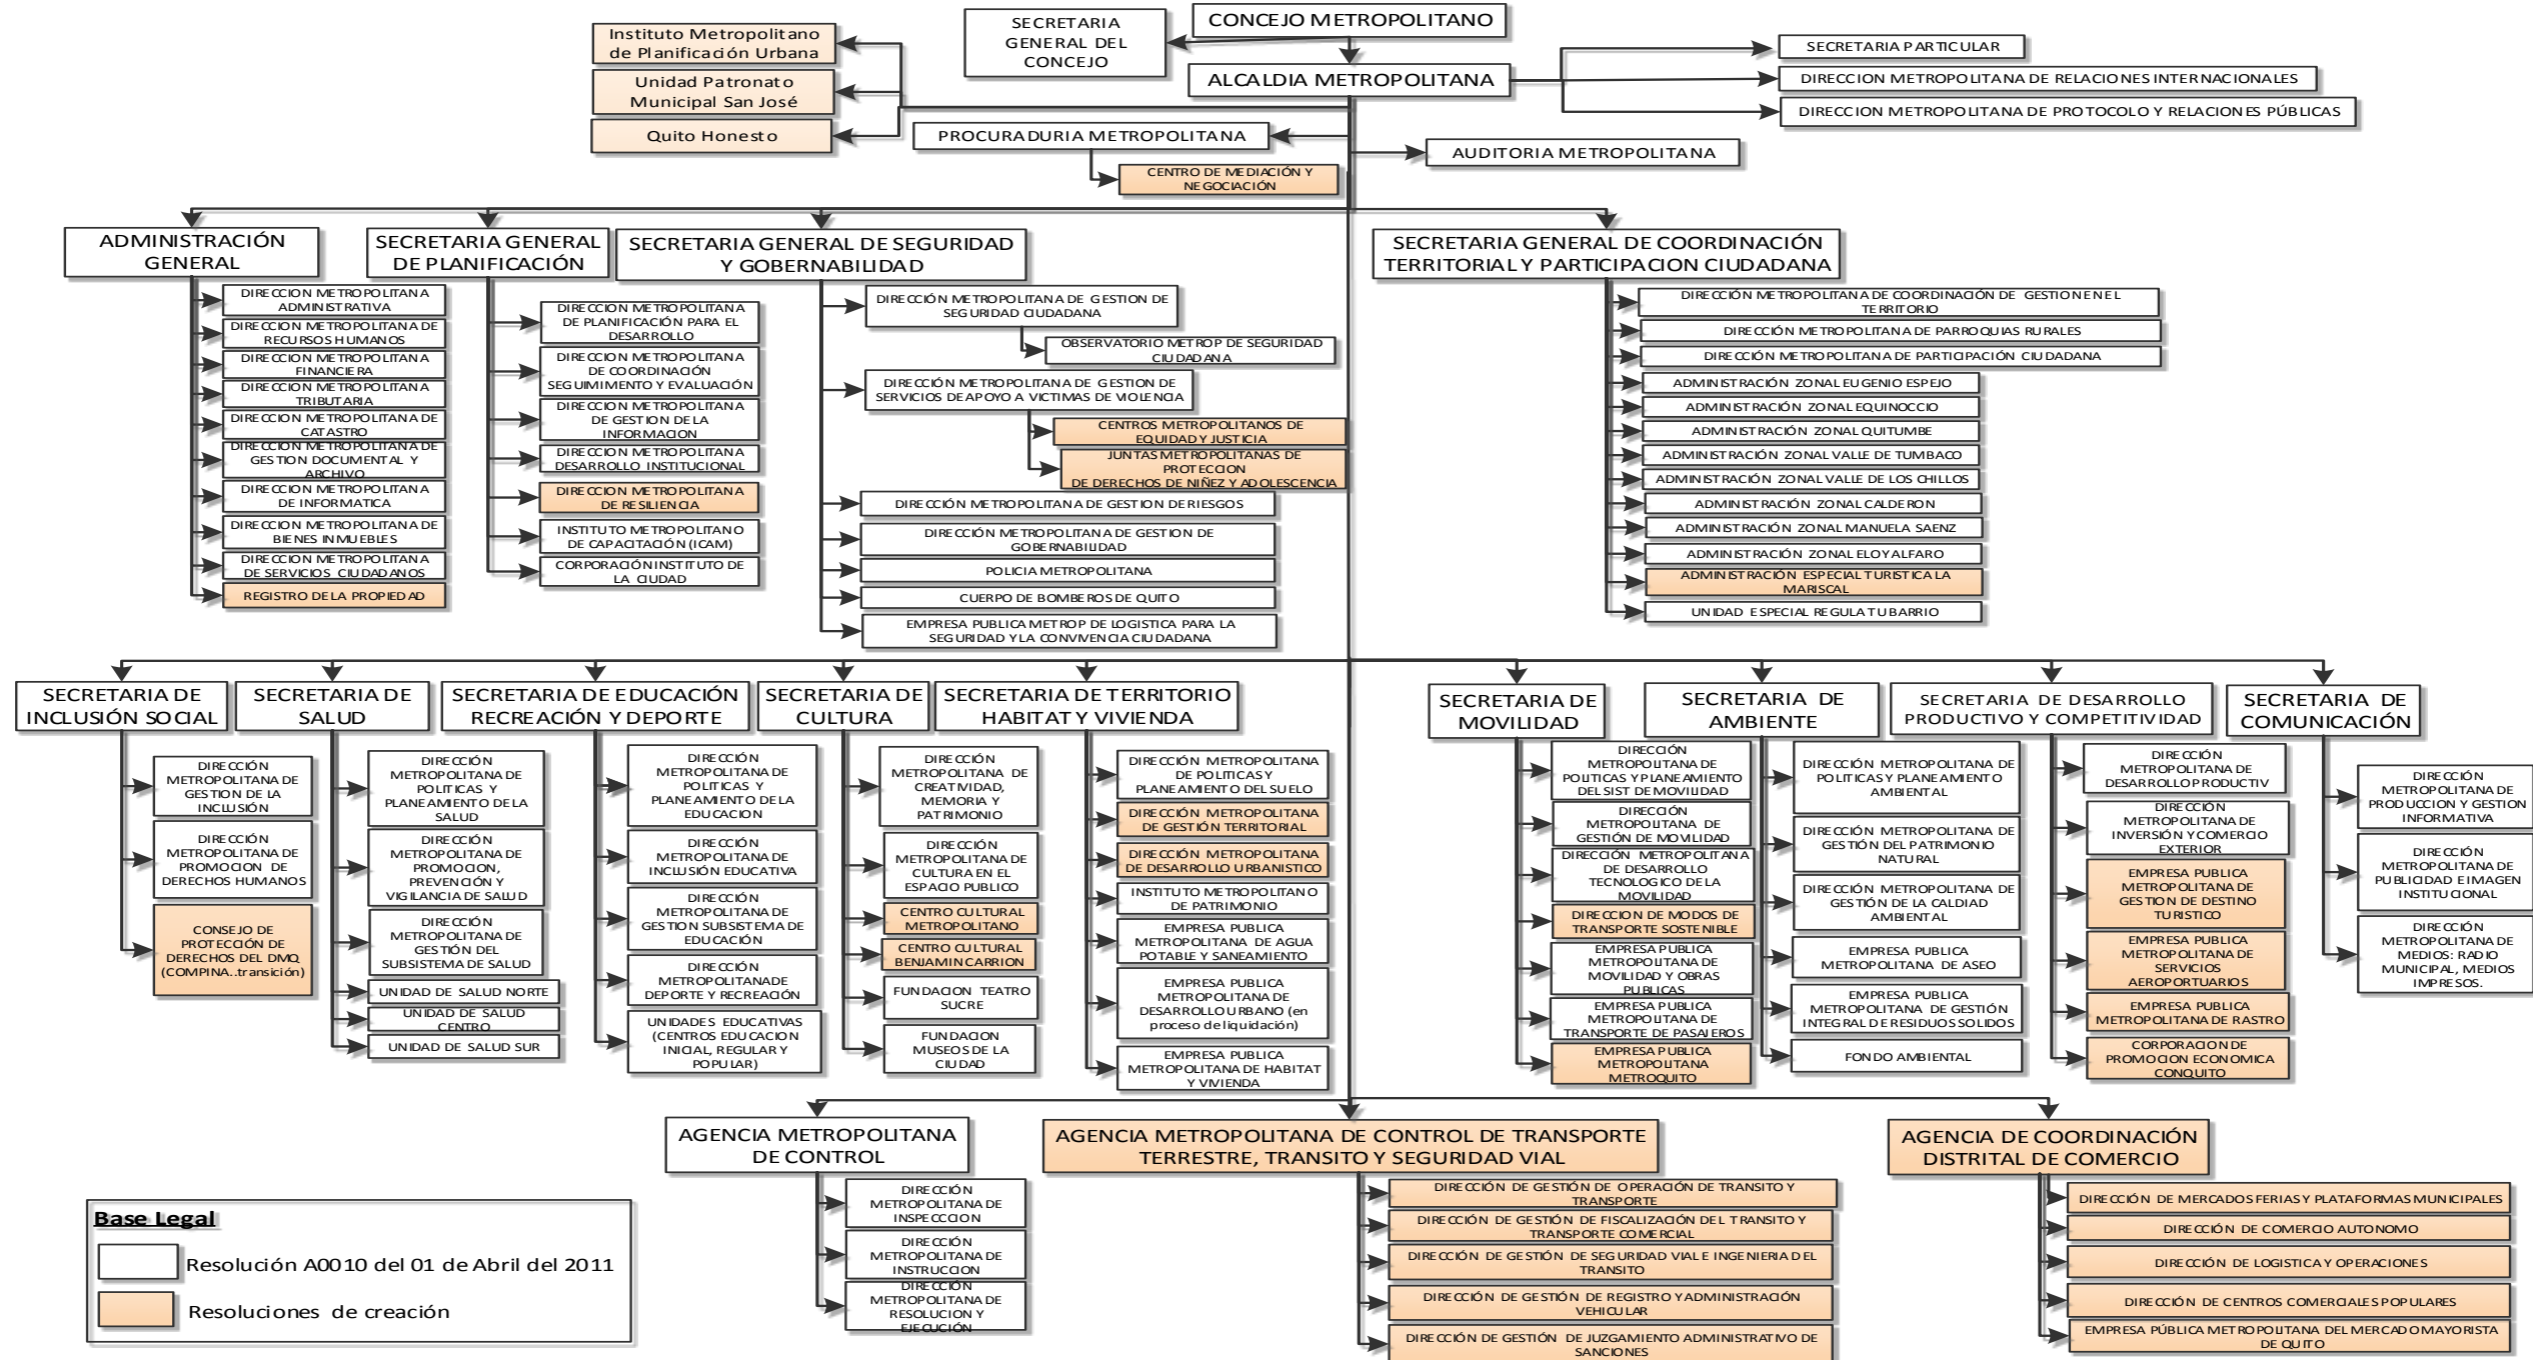 CONCEJO METROPOLITANO
SECRETARIA
GENERAL DEL
CONCEJO
Instituto Metropolitano
de Planificación Urbana
Unidad Patronato
Municipal San José
Quito Honesto
ALCALDIA METROPOLITANA
SECRETARIA PARTICULAR
DIRECCION METROPOLITANA DE RELACIONES INTERNACIONALES
DIRECCION METROPOLITANA DE PROTOCOLO Y RELACIONES PÚBLICAS
PROCURADURIA METROPOLITANA
AUDITORIA METROPOLITANA
CENTRO DE MEDIACIÓN Y
NEGOCIACIÓN
ADMINISTRACIÓN
GENERAL
DIRECCION METROPOLITANA
ADMINISTRATIVA
DIRECCION METROPOLITANA DE
RECURSOS HUMANOS
DIRECCION METROPOLITANA
FINANCIERA
DIRECCION METROPOLITANA
TRIBUTARIA
DIRECCION METROPOLITANA DE
CATASTRO
DIRECCION METROPOLITANA DE
GESTION DOCUMENTAL Y
ARCHIVO
DIRECCION METROPOLITANA
DE INFORMATICA
DIRECCION METROPOLITANA DE
BIENES INMUEBLES
DIRECCION METROPOLITANA
DE SERVICIOS CIUDADANOS
REGISTRO DE LA PROPIEDAD
SECRETARIA GENERAL
DE PLANIFICACIÓN
DIRECCION METROPOLITANA
DE PLANIFICACIÓN PARA EL
DESARROLLO
DIRECCION METROPOLITANA
DE COORDINACIÓN
SEGUIMIMENTO Y EVALUACIÓN
DIRECCION METROPOLITANA
DE GESTION DE LA
INFORMACION
DIRECCION METROPOLITANA
DESARROLLO INSTITUCIONAL
DIRECCION METROPOLITANA
DE RESILIENCIA
INSTITUTO METROPOLITANO
DE CAPACITACIÓN (ICAM)
CORPORACIÓN INSTITUTO DE
LA CIUDAD
SECRETARIA GENERAL DE SEGURIDAD
Y GOBERNABILIDAD
DIRECCIÓN METROPOLITANA DE GESTION DE
SEGURIDAD CIUDADANA
OBSERVATORIO METROP DE SEGURIDAD
CIUDADANA
DIRECCIÓN METROPOLITANA DE GESTION DE
SERVICIOS DE APOYO A VICTIMAS DE VIOLENCIA
CENTROS METROPOLITANOS DE
EQUIDAD Y JUSTICIA
JUNTAS METROPOLITANAS DE
PROTECCION
DE DERECHOS DE NIÑEZ Y ADOLESCENCIA
DIRECCIÓN METROPOLITANA DE GESTION DE RIESGOS
DIRECCIÓN METROPOLITANA DE GESTION DE
GOBERNABILIDAD
POLICIA METROPOLITANA
CUERPO DE BOMBEROS DE QUITO
EMPRESA PUBLICA METROP DE LOGISTICA PARA LA
SEGURIDAD Y LA CONVIVENCIA CIUDADANA
SECRETARIA GENERAL DE COORDINACIÓN
TERRITORIAL Y PARTICIPACION CIUDADANA
DIRECCIÓN METROPOLITANA DE COORDINACIÓN DE GESTION EN EL
TERRITORIO
DIRECCIÓN METROPOLITANA DE PARROQUIAS RURALES
DIRECCIÓN METROPOLITANA DE PARTICIPACIÓN CIUDADANA
ADMINISTRACIÓN ZONAL EUGENIO ESPEJO
ADMINISTRACIÓN ZONAL EQUINOCCIO
ADMINISTRACIÓN ZONAL QUITUMBE
ADMINISTRACIÓN ZONAL VALLE DE TUMBACO
ADMINISTRACIÓN ZONAL VALLE DE LOS CHILLOS
ADMINISTRACIÓN ZONAL CALDERON
ADMINISTRACIÓN ZONAL MANUELA SAENZ
ADMINISTRACIÓN ZONAL ELOY ALFARO
ADMINISTRACIÓN ESPECIAL TURISTICA LA
MARISCAL
UNIDAD ESPECIAL REGULA TU BARRIO
SECRETARIA DE
INCLUSIÓN SOCIAL
DIRECCIÓN
METROPOLITANA DE
GESTION DE LA
INCLUSIÓN
DIRECCIÓN
METROPOLITANA DE
PROMOCION DE
DERECHOS HUMANOS
CONSEJO DE
PROTECCIÓN DE
DERECHOS DEL DMQ
(COMPINA..transición)
SECRETARIA DE
SALUD
DIRECCIÓN
METROPOLITANA DE
POLITICAS Y
PLANEAMIENTO DE LA
SALUD
DIRECCIÓN
METROPOLITANA DE
PROMOCION,
PREVENCIÓN Y
VIGILANCIA DE SALUD
DIRECCIÓN
METROPOLITANA DE
GESTIÓN DEL
SUBSISTEMA DE SALUD
UNIDAD DE SALUD NORTE
UNIDAD DE SALUD
CENTRO
UNIDAD DE SALUD SUR
SECRETARIA DE EDUCACIÓN
RECREACIÓN Y DEPORTE
DIRECCIÓN
METROPOLITANA DE
POLITICAS Y
PLANEAMIENTO DE LA
EDUCACION
DIRECCIÓN
METROPOLITANA DE
INCLUSIÓN EDUCATIVA
DIRECCIÓN
METROPOLITANA DE
GESTION SUBSISTEMA DE
EDUCACIÓN
DIRECCIÓN
METROPOLITANA DE
DEPORTE Y RECREACIÓN
UNIDADES EDUCATIVAS
(CENTROS EDUCACION
INICIAL, REGULAR Y
POPULAR)
SECRETARIA DE
CULTURA
DIRECCIÓN
METROPOLITANA DE
CREATIVIDAD,
MEMORIA Y
PATRIMONIO
DIRECCIÓN
METROPOLITANA DE
CULTURA EN EL
ESPACIO PUBLICO
CENTRO CULTURAL
METROPOLITANO
CENTRO CULTURAL
BENJAMIN CARRION
FUNDACION TEATRO
SUCRE
FUNDACION
MUSEOS DE LA
CIUDAD
SECRETARIA DE TERRITORIO
HABITAT Y VIVIENDA
DIRECCIÓN METROPOLITANA
DE POLITICAS Y
PLANEAMIENTO DEL SUELO
DIRECCIÓN METROPOLITANA
DE GESTIÓN TERRITORIAL
DIRECCIÓN METROPOLITANA
DE DESARROLLO URBANISTICO
INSTITUTO METROPOLITANO
DE PATRIMONIO
EMPRESA PUBLICA
METROPOLITANA DE AGUA
POTABLE Y SANEAMIENTO
EMPRESA PUBLICA
METROPOLITANA DE
DESARROLLO URBANO (en
proceso de liquidación)
EMPRESA PUBLICA
METROPOLITANA DE HABITAT
Y VIVIENDA
SECRETARIA DE
MOVILIDAD
DIRECCIÓN
METROPOLITANA DE
POLITICAS Y PLANEAMIENTO
DEL SIST DE MOVILIDAD
DIRECCIÓN
METROPOLITANA DE
GESTIÓN DE MOVILIDAD
DIRECCIÓN METROPOLITANA
DE DESARROLLO
TECNOLOGICO DE LA
MOVILIDAD
DIRECCION DE MODOS DE
TRANSPORTE SOSTENIBLE
EMPRESA PUBLICA
METROPOLITANA DE
MOVILIDAD Y OBRAS
PUBLICAS
EMPRESA PUBLICA
METROPOLITANA DE
TRANSPORTE DE PASAJEROS
EMPRESA PUBLICA
METROPOLITANA
METROQUITO
SECRETARIA DE
AMBIENTE
DIRECCIÓN METROPOLITANA DE
POLITICAS Y PLANEAMIENTO
AMBIENTAL
DIRECCIÓN METROPOLITANA DE
GESTIÓN DEL PATRIMONIO
NATURAL
DIRECCIÓN METROPOLITANA DE
GESTIÓN DE LA CALDIAD
AMBIENTAL
EMPRESA PUBLICA
METROPOLITANA DE ASEO
EMPRESA PUBLICA
METROPOLITANA DE GESTIÓN
INTEGRAL DE RESIDUOS SOLIDOS
FONDO AMBIENTAL
SECRETARIA DE DESARROLLO
PRODUCTIVO Y COMPETITIVIDAD
DIRECCIÓN
METROPOLITANA DE
DESARROLLO PRODUCTIV
DIRECCIÓN
METROPOLITANA DE
INVERSIÓN Y COMERCIO
EXTERIOR
EMPRESA PUBLICA
METROPOLITANA DE
GESTION DE DESTINO
TURISTICO
EMPRESA PUBLICA
METROPOLITANA DE
SERVICIOS
AEROPORTUARIOS
EMPRESA PUBLICA
METROPOLITANA DE RASTRO
CORPORACION DE
PROMOCION ECONOMICA
CONQUITO
SECRETARIA DE
COMUNICACIÓN
DIRECCIÓN
METROPOLITANA DE
PRODUCCION Y GESTION
INFORMATIVA
DIRECCIÓN
METROPOLITANA DE
PUBLICIDAD E IMAGEN
INSTITUCIONAL
DIRECCIÓN
METROPOLITANA DE
MEDIOS: RADIO
MUNICIPAL, MEDIOS
IMPRESOS.
AGENCIA METROPOLITANA
DE CONTROL
DIRECCIÓN
METROPOLITANA DE
INSPECCCION
DIRECCIÓN
METROPOLITANA DE
INSTRUCCION
DIRECCIÓN
METROPOLITANA DE
RESOLUCION Y
EJECUCIÓN
AGENCIA METROPOLITANA DE CONTROL DE TRANSPORTE
TERRESTRE, TRANSITO Y SEGURIDAD VIAL
DIRECCIÓN DE GESTIÓN DE OPERACIÓN DE TRANSITO Y
TRANSPORTE
DIRECCIÓN DE GESTIÓN DE FISCALIZACIÓN DEL TRANSITO Y
TRANSPORTE COMERCIAL
DIRECCIÓN DE GESTIÓN DE SEGURIDAD VIAL E INGENIERIA DEL
TRANSITO
DIRECCIÓN DE GESTIÓN DE REGISTRO Y ADMINISTRACIÓN
VEHICULAR
DIRECCIÓN DE GESTIÓN DE JUZGAMIENTO ADMINISTRATIVO DE
SANCIONES
AGENCIA DE COORDINACIÓN
DISTRITAL DE COMERCIO
DIRECCIÓN DE MERCADOS FERIAS Y PLATAFORMAS MUNICIPALES
DIRECCIÓN DE COMERCIO AUTONOMO
DIRECCIÓN DE LOGISTICA Y OPERACIONES
DIRECCIÓN DE CENTROS COMERCIALES POPULARES
EMPRESA PÚBLICA METROPOLITANA DEL MERCADO MAYORISTA
DE QUITO
Base Legal
Resolución A0010 del 01 de Abril del 2011
Resoluciones de creación